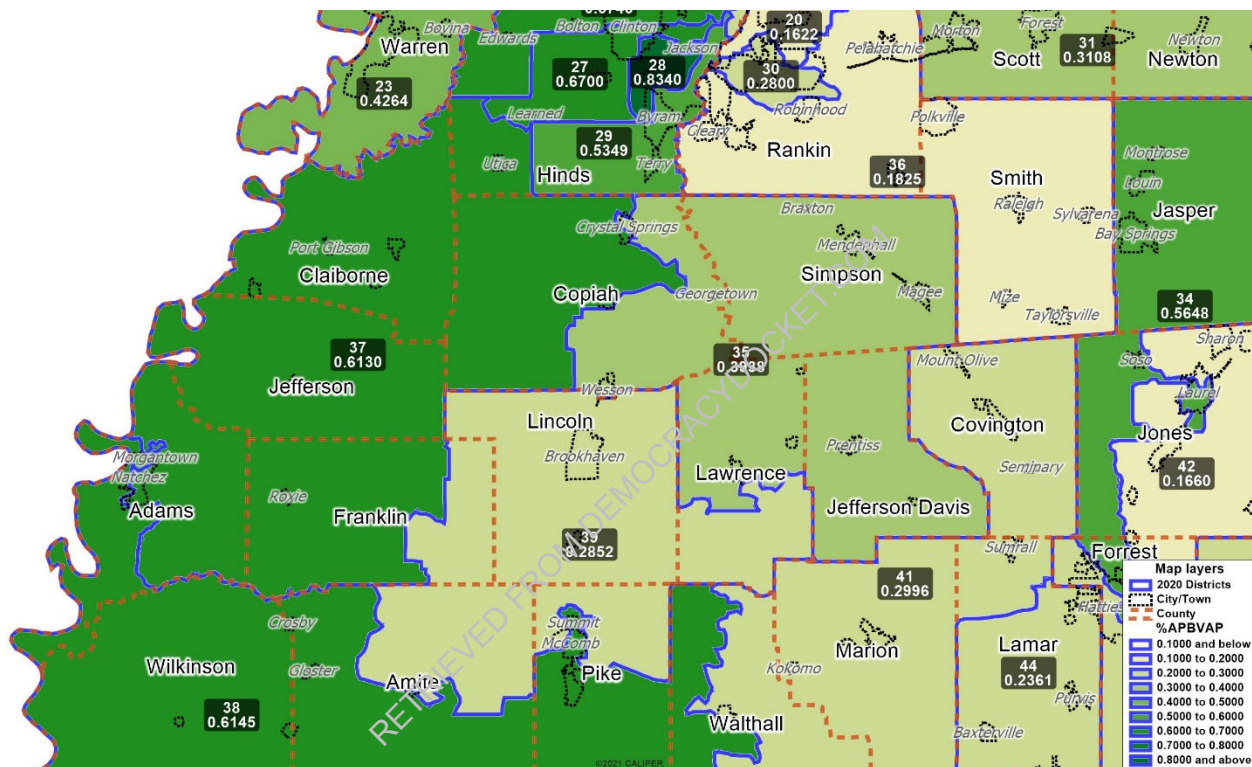 0.6740
Bovina
Warren
Edwards
Bolton
Clinton
Jackson
20
0.1622
Pelahatchie
Morton
Forest
Scott
31
0.3108
Newton
Newton
23
0.4264
27
0.6700
28
0.8340
30
0.2800
Learned
Byram
Robinhood
Cleary
Polkville
29
0.5349
Rankin
Montrose
Utica
Hinds
Terry
36
0.1825
Smith
Louin
Raleigh
Sylvarena
Jasper
Braxton
Crystal Springs
Bay Springs
Port Gibson
Mendenhall
Claiborne
Simpson
Copiah
Georgetown
Magee
Mize
Taylorsville
34
0.5648
37
0.6130
35
0.3938
Sharon
Jefferson
Mount Olive
Soso
Wesson
Laurel
Lincoln
Covington
Jones
Brookhaven
Prentiss
Morgantown
Lawrence
Seminary
42
0.1660
Natchez
Roxie
Adams
Franklin
Jefferson Davis
39
0.2852
Sumrall
Forrest
41
0.2996
Crosby
Summit
McComb
Wilkinson
Gloster
Pike
Kokomo
Marion
Lamar
Amite
44
0.2361
Purvis
38
0.6145
Walthall
Baxterville
RETRIEVED FROM DEMOCRACYDOCKET.COM
©2021 CALIPER
Map layers
2020 Districts
City/Town
County
%APBVAP
0.1000 and below
0.1000 to 0.2000
0.2000 to 0.3000
0.3000 to 0.4000
0.4000 to 0.5000
0.5000 to 0.6000
0.6000 to 0.7000
0.7000 to 0.8000
0.8000 and above